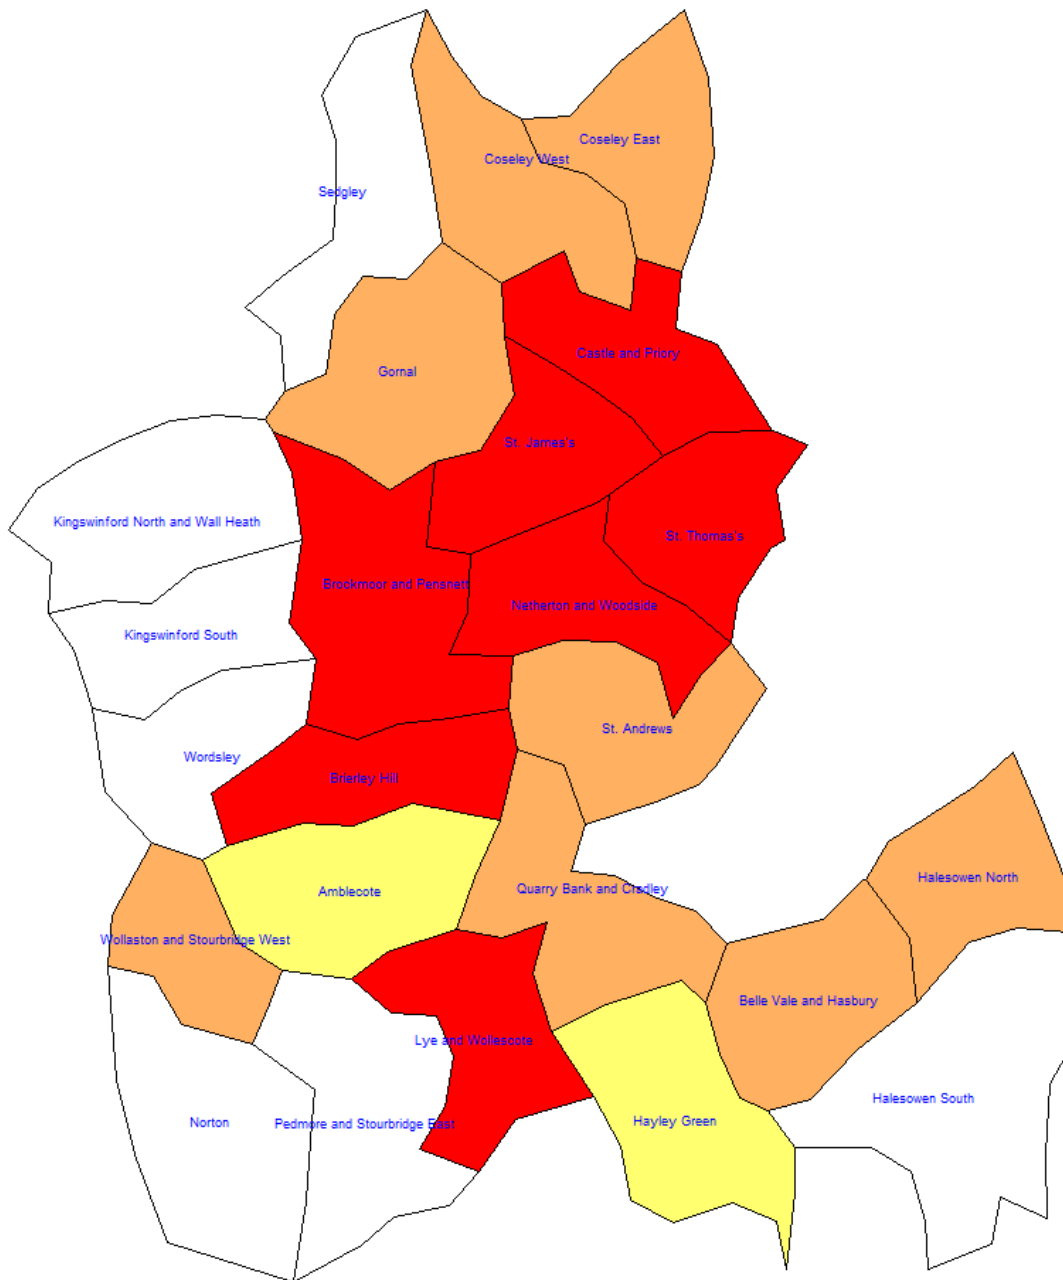 Coseley East
Coseley West
Sedgley
Castle and Priory
Gornal
St. James's
Kingswinford North and Wall Heath
St. Thomas's
Brookmoor and Pensnett
Netherton and Woodside
Kingswinford South
St. Andrews
Wordsley
Brierley Hill
Halesowen North
Quarry Bank and Cradley
Amblecote
Wollaston and Stourbridge West
Belle Vale and Hasbury
Lye and Wollescote
Halesowen South
Hayley Green
Norton
Pedmore and Stourbridge East